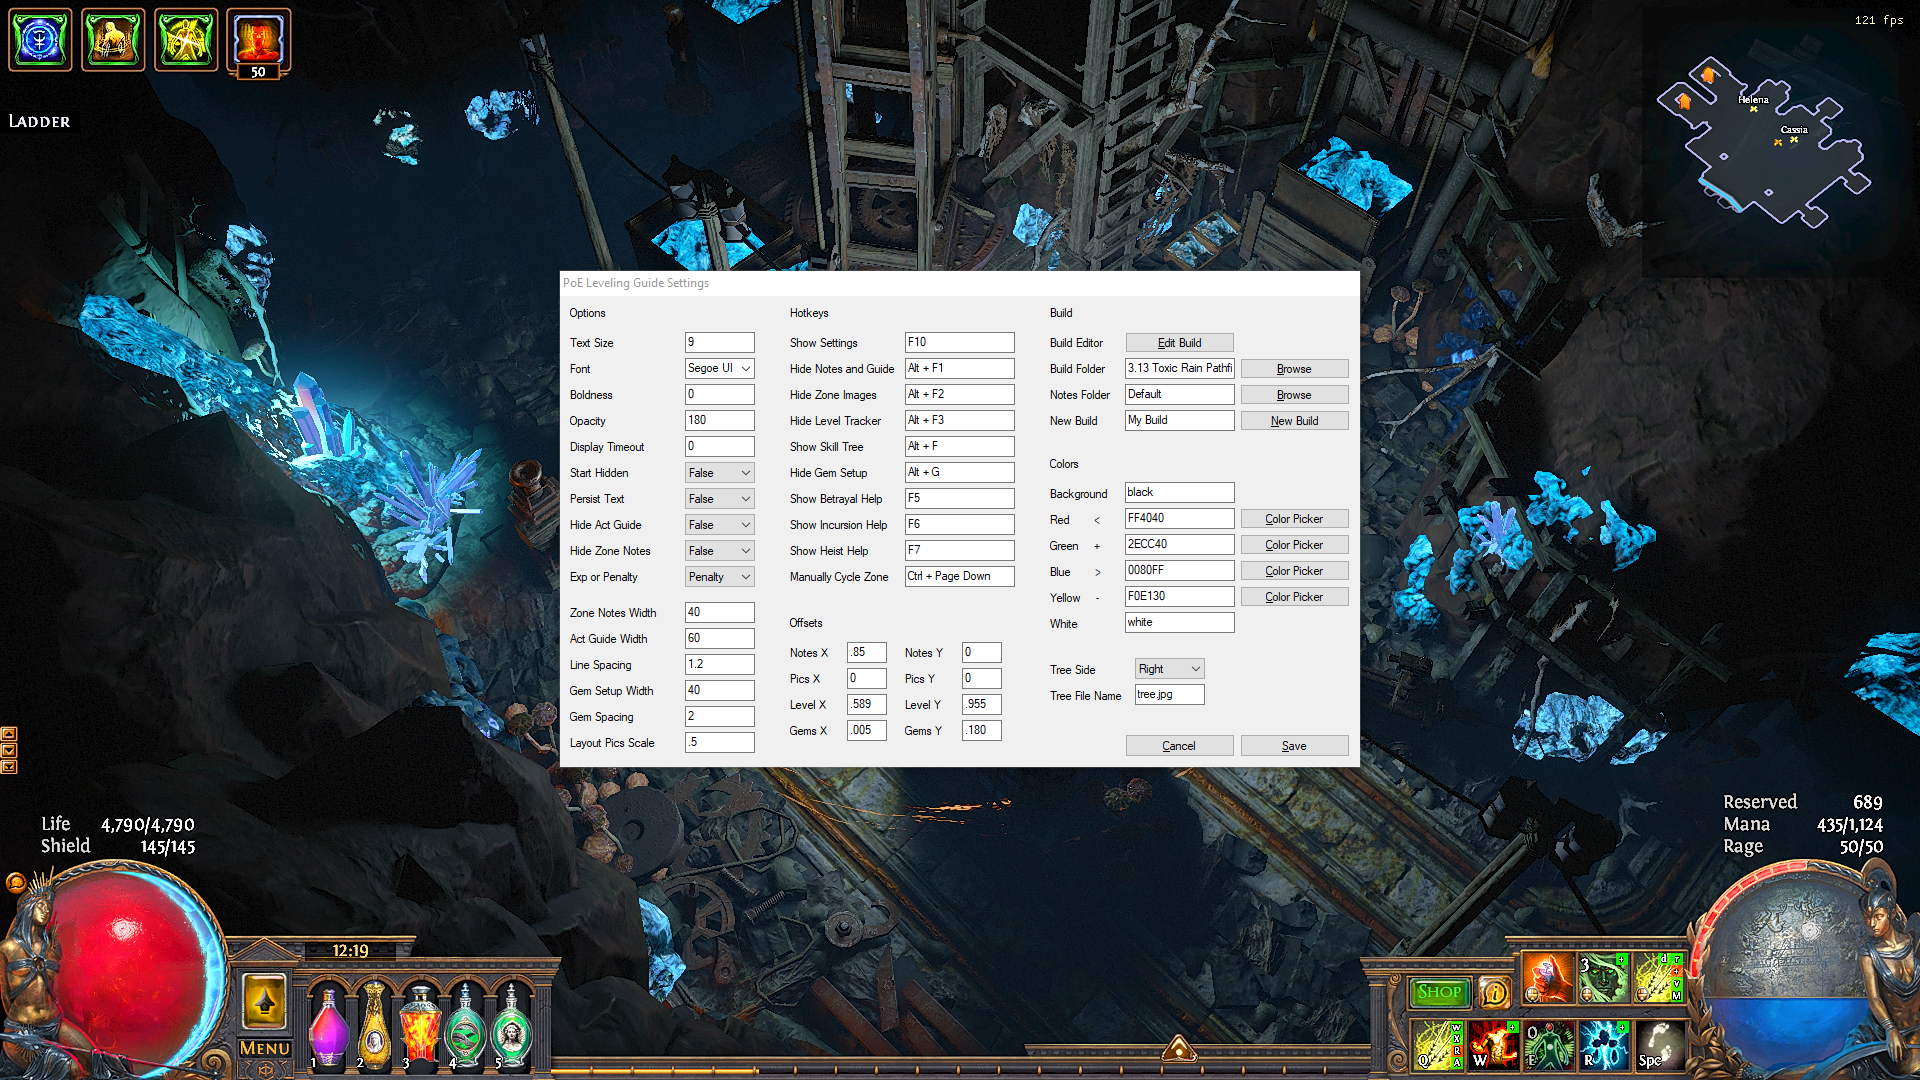 121 fps
50
LADDER
Helena
Cassia
PoE Leveling Guide Settings
Options
Text Size 9
Font Segoe UI
Boldness 0
Opacity 180
Display Timeout 0
Start Hidden False
Persist Text False
Hide Act Guide False
Hide Zone Notes False
Exp or Penalty Penalty
Zone Notes Width 40
Act Guide Width 60
Line Spacing 1.2
Gem Setup Width 40
Gem Spacing 2
Layout Pics Scale .5
Hotkeys
Show Settings F10
Hide Notes and Guide Alt + F1
Hide Zone Images Alt + F2
Hide Level Tracker Alt + F3
Show Skill Tree Alt + F
Hide Gem Setup Alt + G
Show Betrayal Help F5
Show Incursion Help F6
Show Heist Help F7
Manually Cycle Zone Ctrl + Page Down
Offsets
Notes X .85 Notes Y 0
Pics X 0 Pics Y 0
Level X .589 Level Y .955
Gems X .005 Gems Y .180
Build
Build Editor Edit Build
Build Folder 3.13 Toxic Rain Pathfi Browse
Notes Folder Default Browse
New Build My Build New Build
Colors
Background black
Red < FF4040 Color Picker
Green + 2ECC40 Color Picker
Blue > 0080FF Color Picker
Yellow - F0E130 Color Picker
White white
Tree Side Right
Tree File Name tree.jpg
Cancel Save
Life 4,790/4,790
Shield 145/145
Reserved 689
Mana 435/1,124
Rage 50/50
12:19
MENU
1 2 3 4 5
SHOP
3
d r + v M
Q W X R A
W
O E
R
Spc